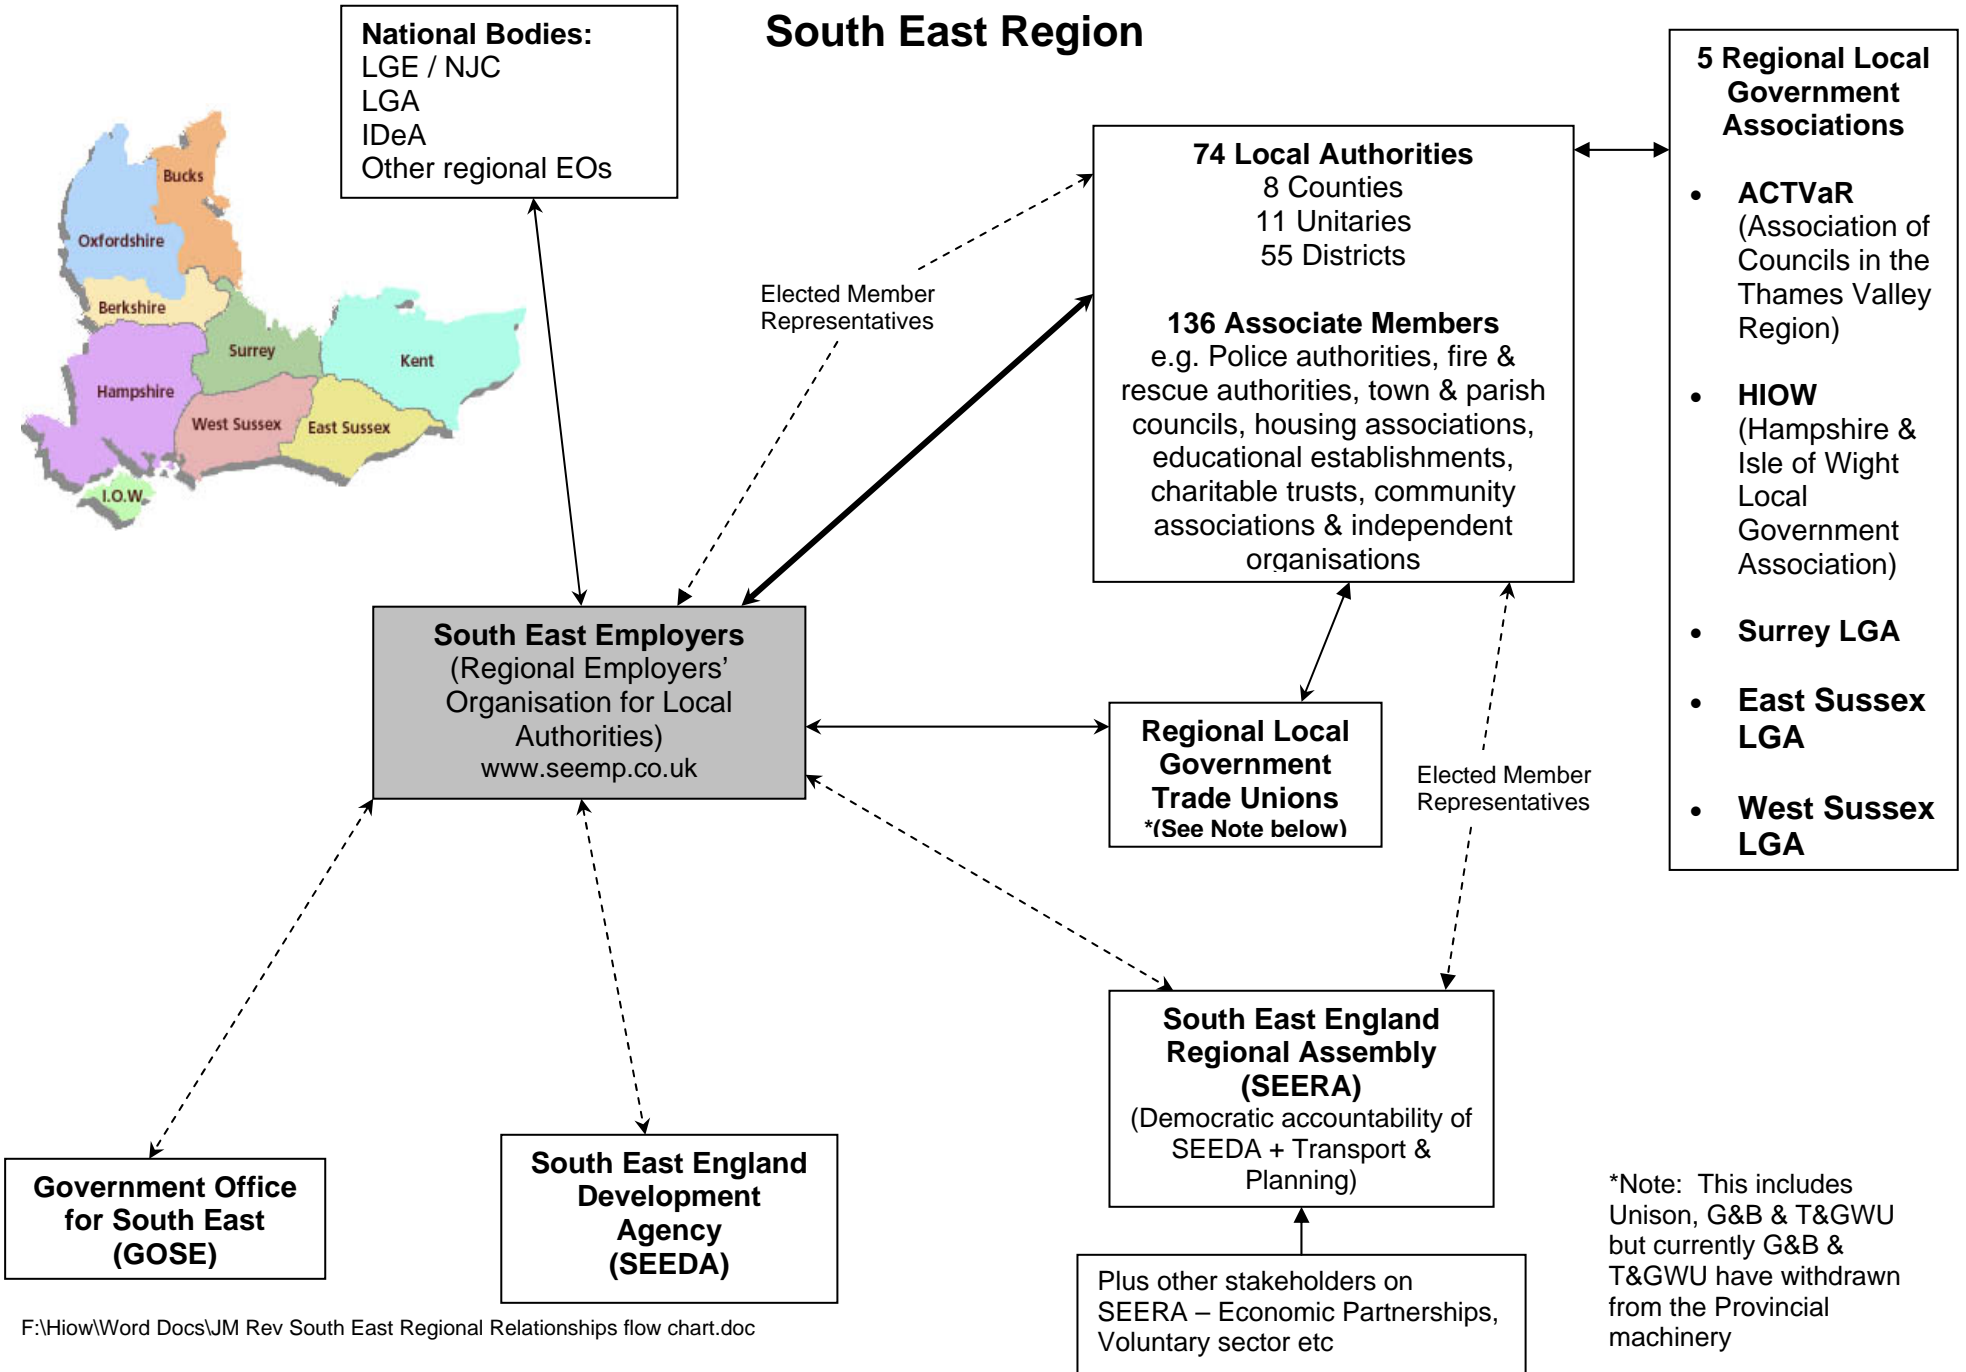 South East Region
National Bodies:
LGE / NJC
LGA
IDeA
Other regional EOs
Bucks
Oxfordshire
Berkshire
Surrey
Kent
Hampshire
West Sussex
East Sussex
I.O.W
Elected Member
Representatives
74 Local Authorities
8 Counties
11 Unitaries
55 Districts
136 Associate Members
e.g. Police authorities, fire &
rescue authorities, town & parish
councils, housing associations,
educational establishments,
charitable trusts, community
associations & independent
organisations
5 Regional Local
Government
Associations
• ACTVaR
(Association of
Councils in the
Thames Valley
Region)
• HIOW
(Hampshire &
Isle of Wight
Local
Government
Association)
• Surrey LGA
• East Sussex
LGA
• West Sussex
LGA
South East Employers
(Regional Employers’
Organisation for Local
Authorities)
www.seemp.co.uk
Regional Local
Government
Trade Unions
*(See Note below)
Elected Member
Representatives
South East England
Regional Assembly
(SEERA)
(Democratic accountability of
SEEDA + Transport &
Planning)
Government Office
for South East
(GOSE)
South East England
Development
Agency
(SEEDA)
Plus other stakeholders on
SEERA – Economic Partnerships,
Voluntary sector etc
*Note: This includes
Unison, G&B & T&GWU
but currently G&B &
T&GWU have withdrawn
from the Provincial
machinery
F:\Hiow\Word Docs\JM Rev South East Regional Relationships flow chart.doc